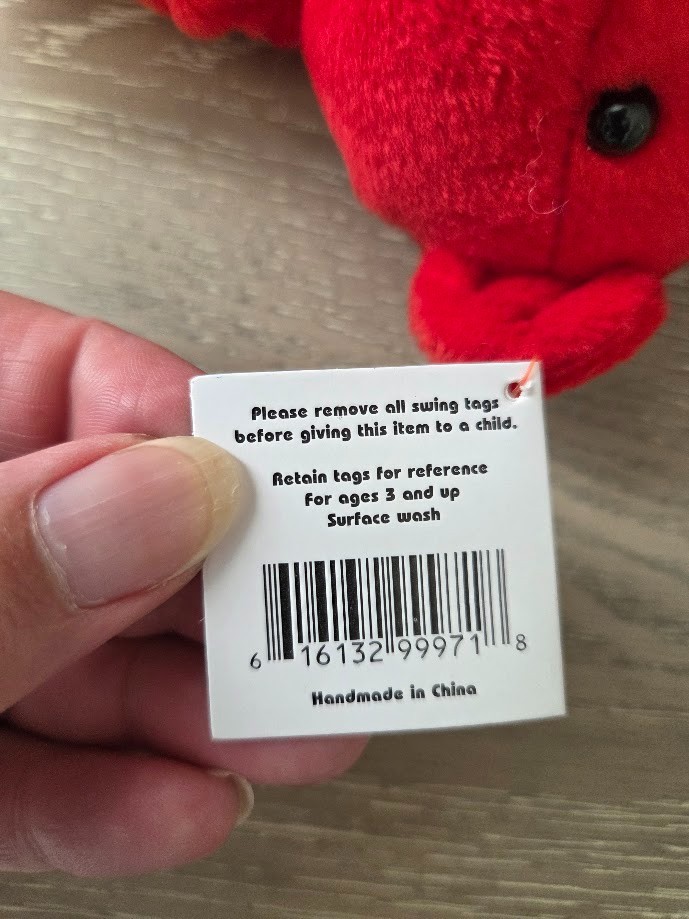 Please remove all swing tags
before giving this item to a child.
Retain tags for reference
For ages 3 and up
Surface wash
6 16132 99971 8
Handmade in China